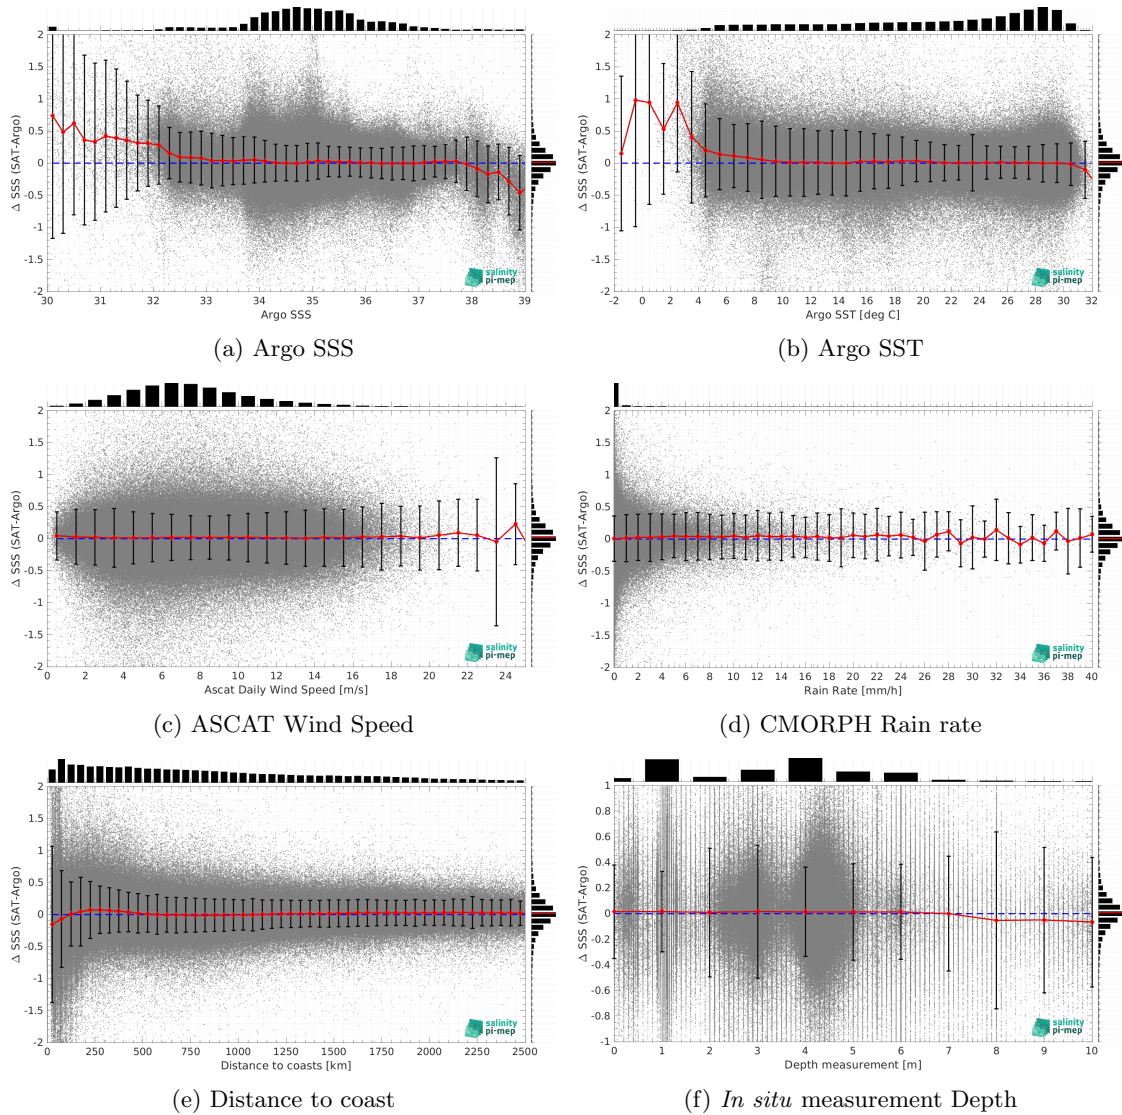 2
1.5
1
0.5
0
-0.5
-1
-1.5
-2
Δ SSS (SAT-Argo)
salinity
pi-mep
30 31 32 33 34 35 36 37 38 39
Argo SSS
(a) Argo SSS
2
1.5
1
0.5
0
-0.5
-1
-1.5
-2
Δ SSS (SAT-Argo)
salinity
pi-mep
-2 0 2 4 6 8 10 12 14 16 18 20 22 24 26 28 30 32
Argo SST [deg C]
(b) Argo SST
2
1.5
1
0.5
0
-0.5
-1
-1.5
-2
Δ SSS (SAT-Argo)
salinity
pi-mep
0 2 4 6 8 10 12 14 16 18 20 22 24
Ascat Daily Wind Speed [m/s]
(c) ASCAT Wind Speed
2
1.5
1
0.5
0
-0.5
-1
-1.5
-2
Δ SSS (SAT-Argo)
salinity
pi-mep
0 2 4 6 8 10 12 14 16 18 20 22 24 26 28 30 32 34 36 38 40
Rain Rate [mm/h]
(d) CMORPH Rain rate
2
1.5
1
0.5
0
-0.5
-1
-1.5
-2
Δ SSS (SAT-Argo)
salinity
pi-mep
0 250 500 750 1000 1250 1500 1750 2000 2250 2500
Distance to coasts [km]
(e) Distance to coast
1
0.8
0.6
0.4
0.2
0
-0.2
-0.4
-0.6
-0.8
-1
Δ SSS (SAT-Argo)
salinity
pi-mep
0 1 2 3 4 5 6 7 8 9 10
Depth measurement [m]
(f) In situ measurement Depth